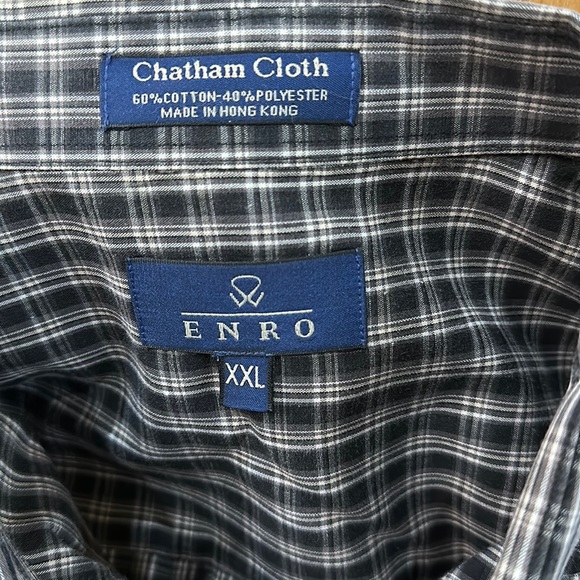 Chatham Cloth
60%COTTON-40%POLYESTER
MADE IN HONG KONG
ENRO
XXL